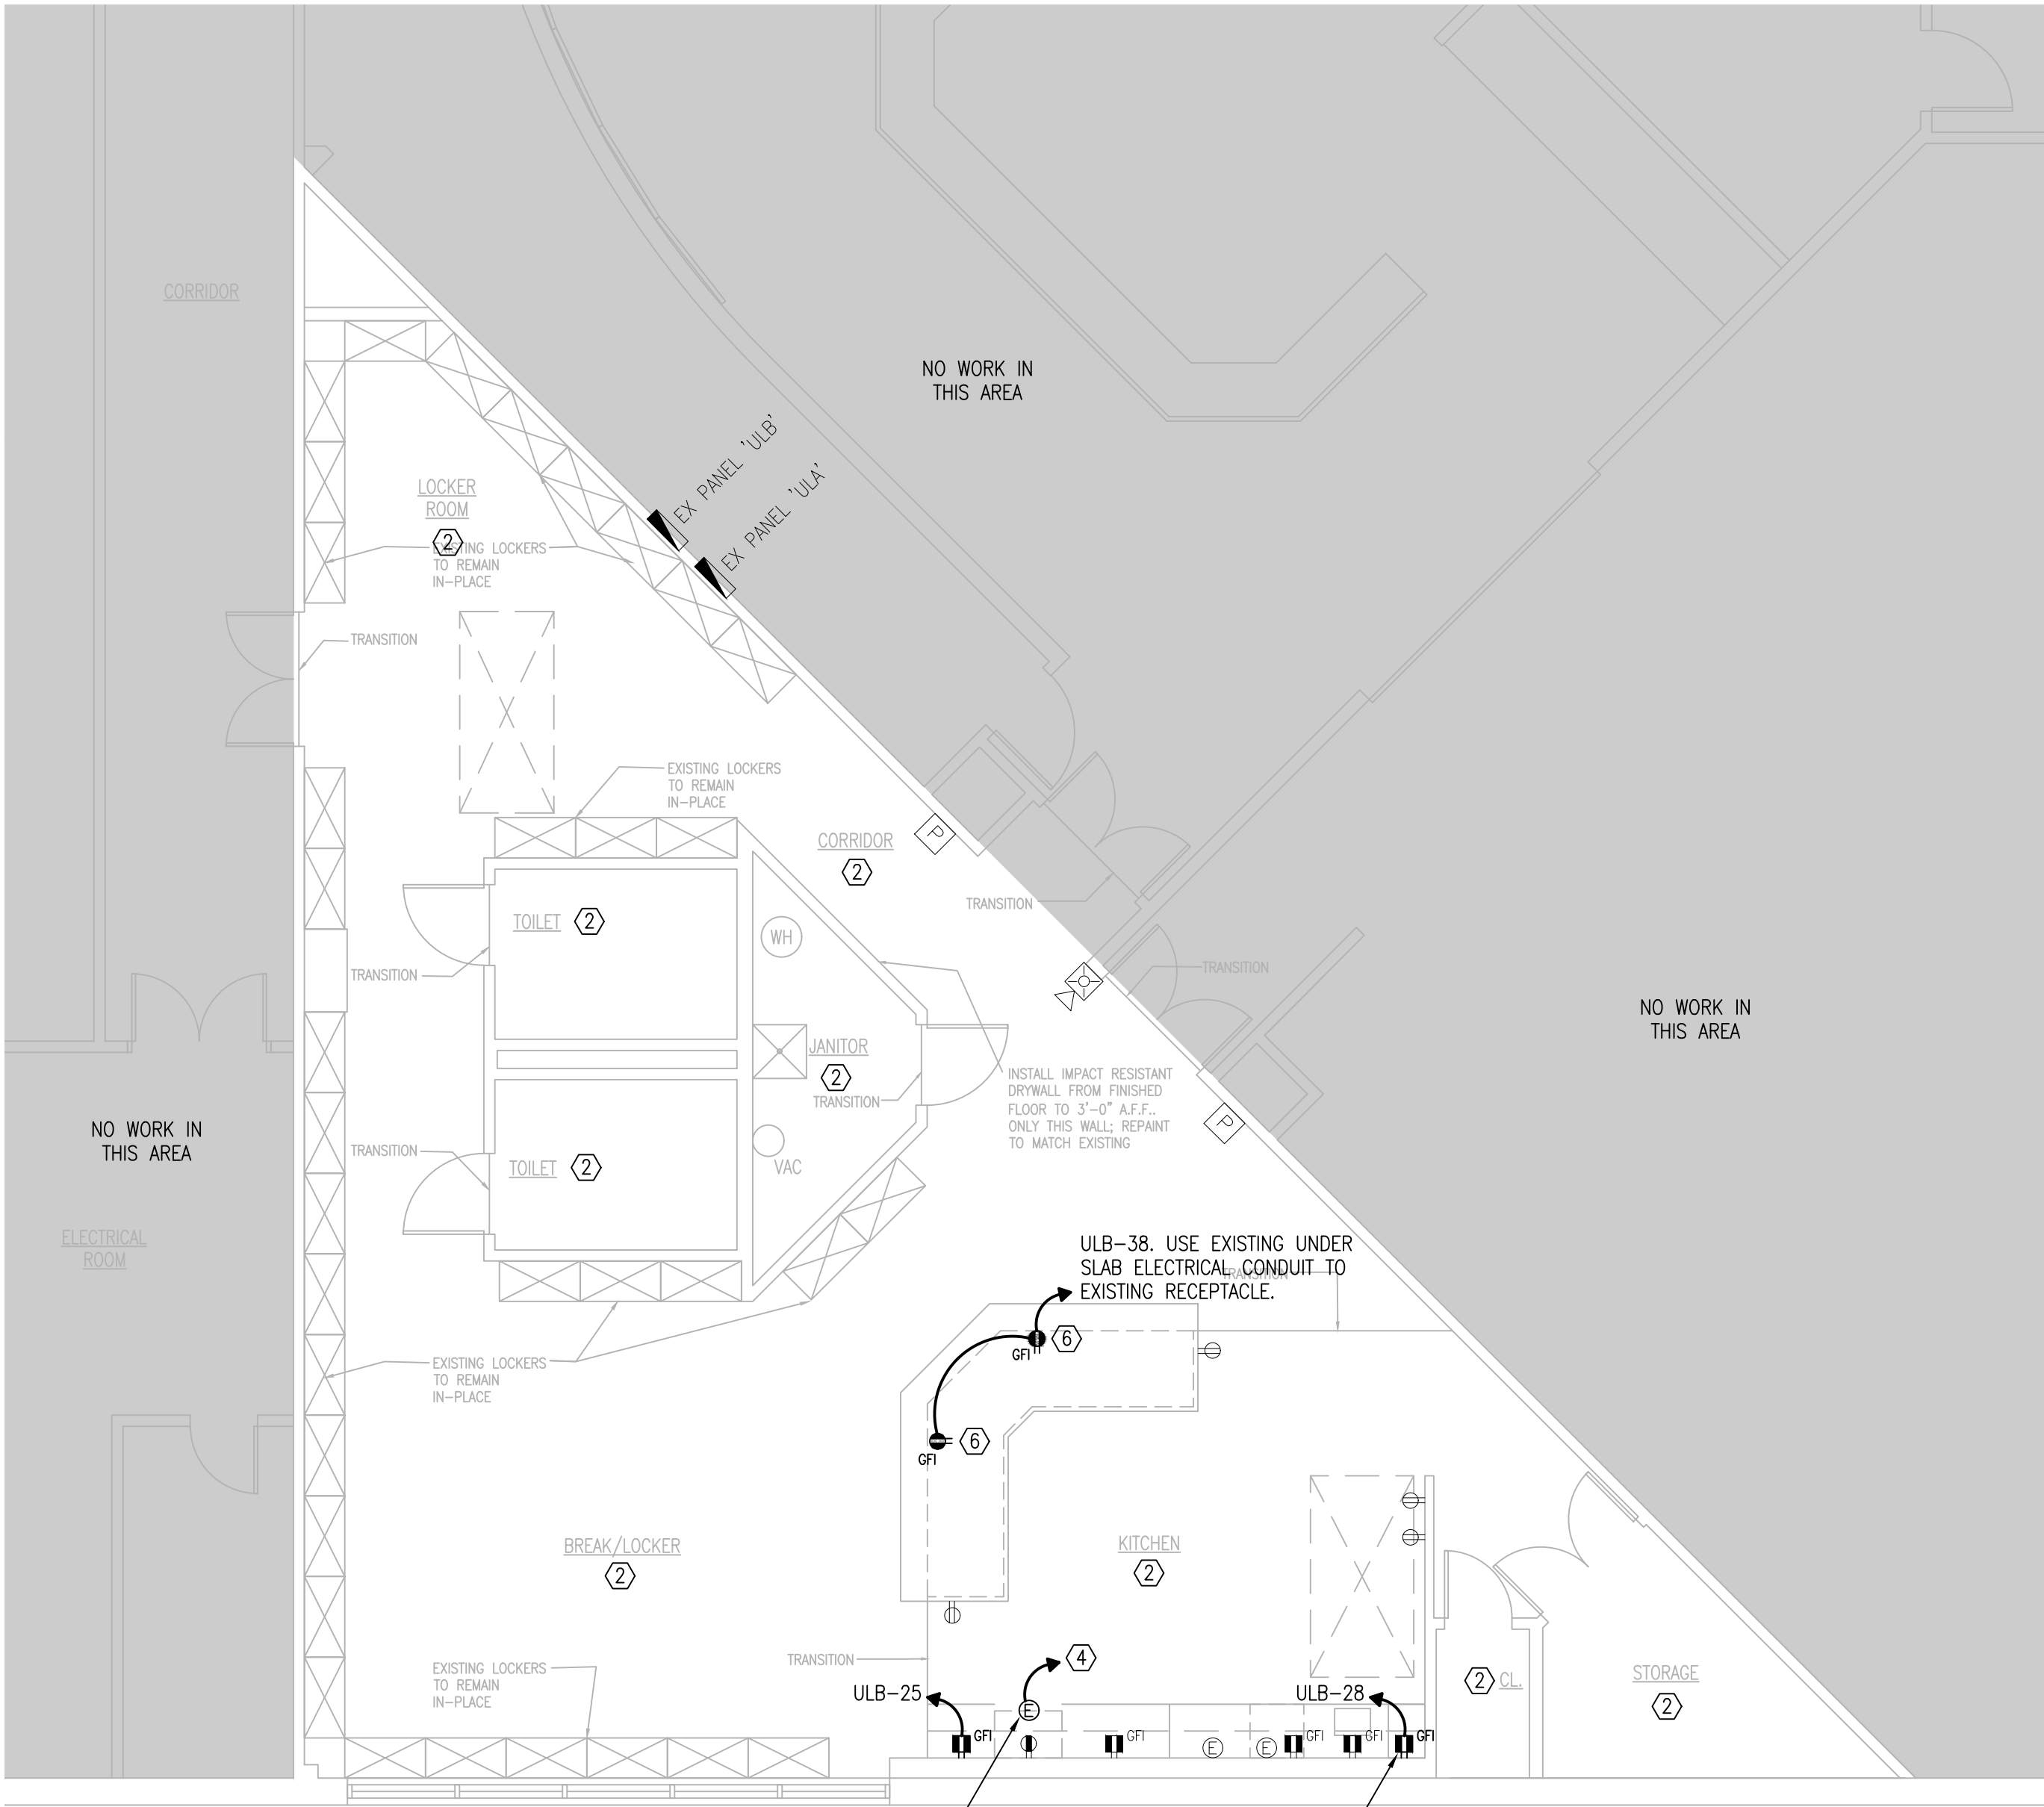 CORRIDOR
NO WORK IN
THIS AREA
EX PANEL 'ULB'
EX PANEL 'ULA'
LOCKER
ROOM
2
EXISTING LOCKERS
TO REMAIN
IN-PLACE
TRANSITION
EXISTING LOCKERS
TO REMAIN
IN-PLACE
CORRIDOR
2
P
TRANSITION
TOILET
2
WH
TRANSITION
TRANSITION
NO WORK IN
THIS AREA
JANITOR
2
TRANSITION
INSTALL IMPACT RESISTANT
DRYWALL FROM FINISHED
FLOOR TO 3'-0" A.F.F..
ONLY THIS WALL; REPAINT
TO MATCH EXISTING
P
NO WORK IN
THIS AREA
TRANSITION
TOILET
2
VAC
ELECTRICAL
ROOM
ULB-38. USE EXISTING UNDER
SLAB ELECTRICAL CONDUIT TO
EXISTING RECEPTACLE.
TRANSITION
GFI
6
EXISTING LOCKERS
TO REMAIN
IN-PLACE
GFI
6
BREAK/LOCKER
2
KITCHEN
2
TRANSITION
4
EXISTING LOCKERS
TO REMAIN
IN-PLACE
2
CL.
STORAGE
2
ULB-25
E
ULB-28
GFI
GFI
E
E
GFI
GFI
GFI